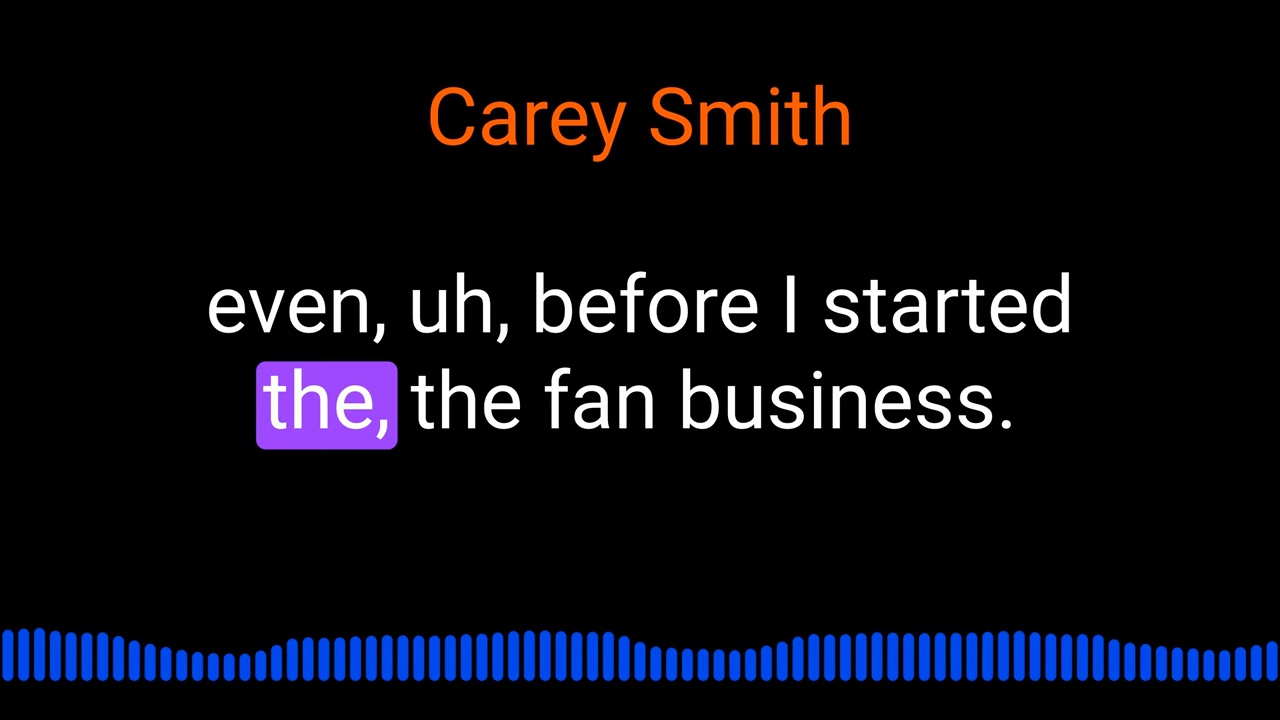 Carey Smith
even, uh, before I started
the, the fan business.